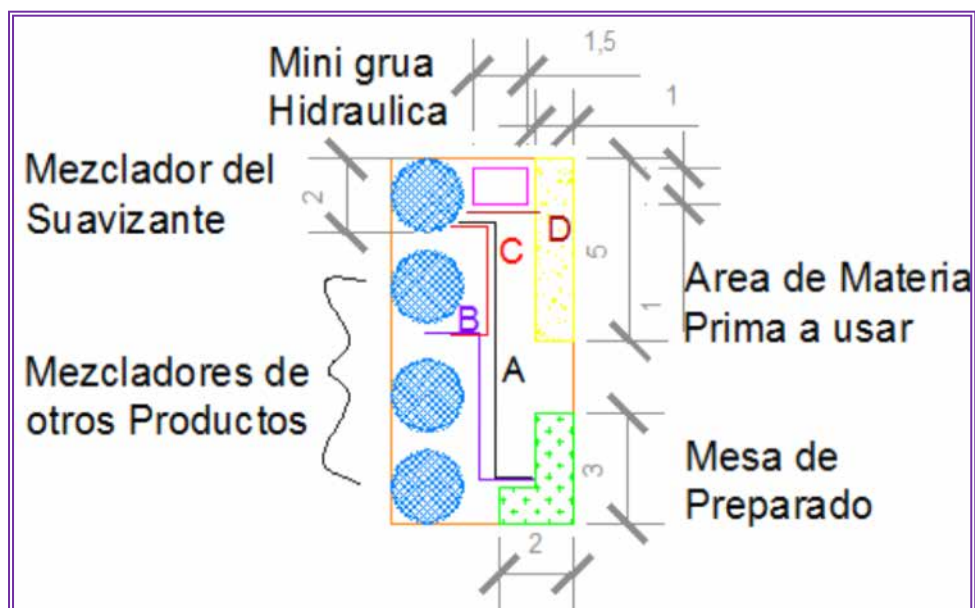 Mini grua
Hidraulica
1,5
1
Mezclador del
Suavizante
2
C
D
5
1
B
A
Area de Materia
Prima a usar
Mezcladores de
otros Productos
3
Mesa de
Preparado
2